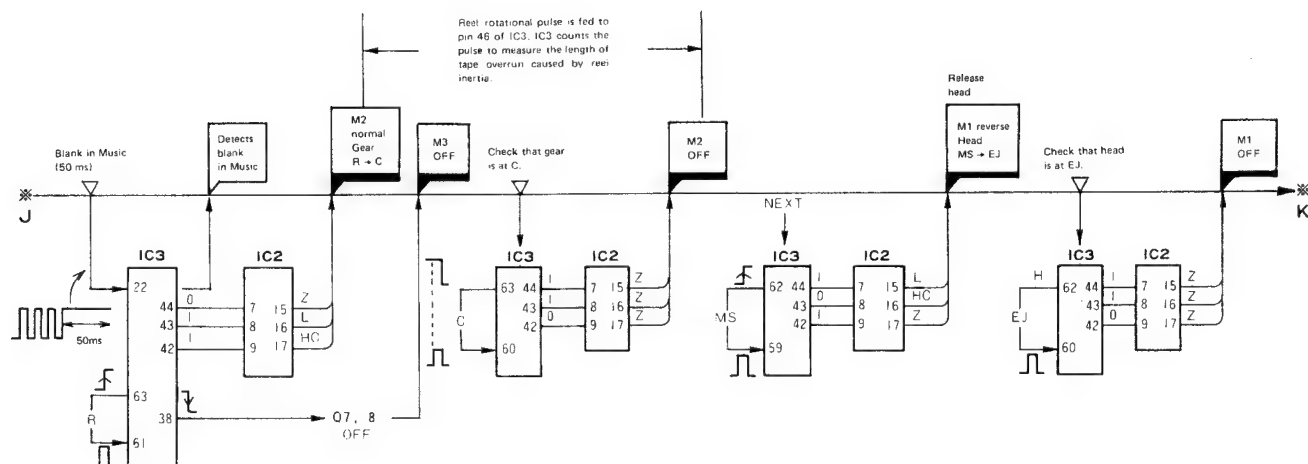 Reel rotational pulse is fed to
pin 46 of IC3. IC3 counts the
pulse to measure the length of
tape overrun caused by reel
inertia.
Release
head
Blank in Music
(50 ms)
Detects
blank
in Music
M2
normal
Gear
R → C
M3
OFF
Check that gear
is at C.
M2
OFF
M1 reverse
Head
MS → EJ
Check that head
is at EJ.
M1
OFF
※
J
※
K
NEXT
IC3
22
44
43
42
63
38
51
0
1
1
IC2
7
8
9
15
16
17
Z
L
HC
50ms
R
Q7, 8
OFF
IC3
63
60
44
43
42
C
1
1
0
IC2
7
8
9
15
16
17
Z
Z
Z
IC3
62
59
44
43
42
MS
1
0
1
IC2
7
8
9
15
16
17
L
HC
Z
IC3
H
62
60
44
43
42
EJ
1
1
0
IC2
7
8
9
15
16
17
Z
Z
Z